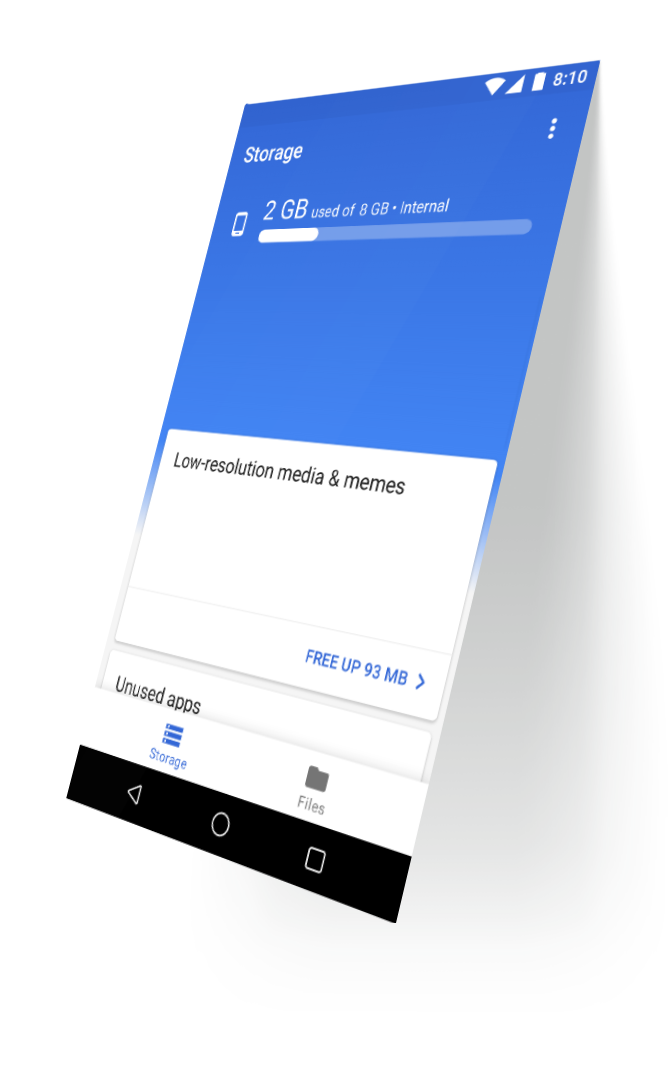 8:10
Storage
2 GB used of 8 GB • Internal
Low-resolution media & memes
FREE UP 93 MB
Unused apps
Storage
Files